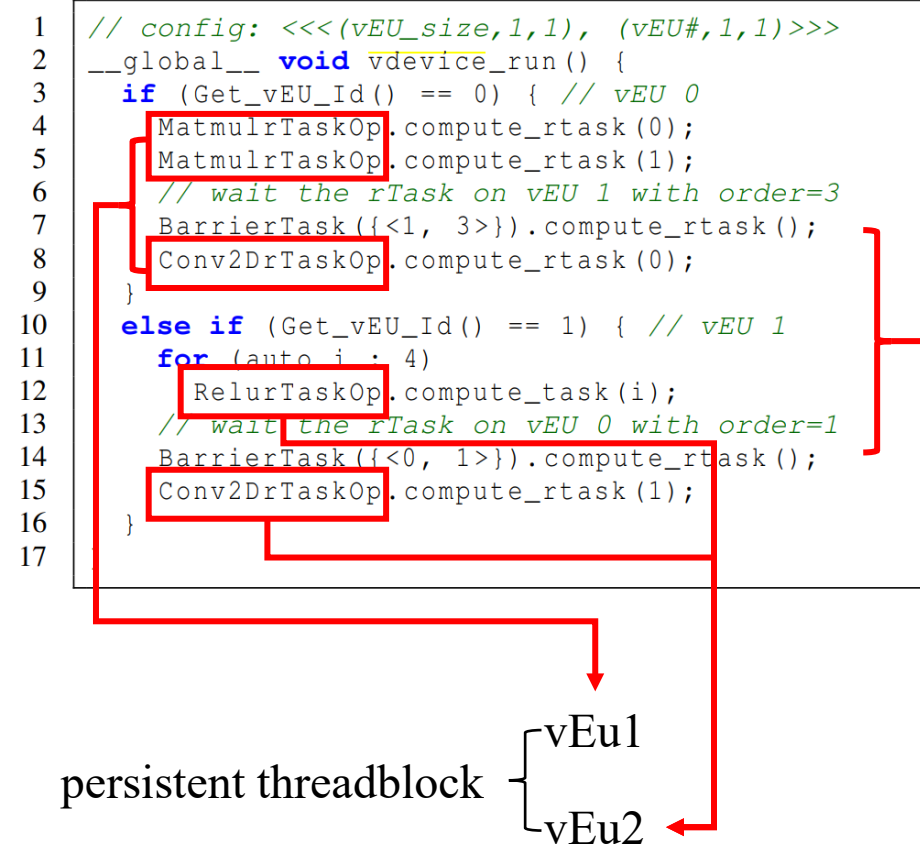 1 // config: <<<(vEU_size,1,1), (vEU#,1,1)>>>
2 __global__ void vdevice_run() {
3 if (Get_vEU_Id() == 0) { // vEU 0
4 MatmulrTaskOp.compute_rtask(0);
5 MatmulrTaskOp.compute_rtask(1);
6 // wait the rTask on vEU 1 with order=3
7 BarrierTask({<1, 3>}).compute_rtask();
8 Conv2DrTaskOp.compute_rtask(0);
9 }
10 else if (Get_vEU_Id() == 1) { // vEU 1
11 for (auto i : 4)
12 RelurTaskOp.compute_task(i);
13 // wait the rTask on vEU 0 with order=1
14 BarrierTask({<0, 1>}).compute_rtask();
15 Conv2DrTaskOp.compute_rtask(1);
16 }
17
vEu1
persistent threadblock
vEu2